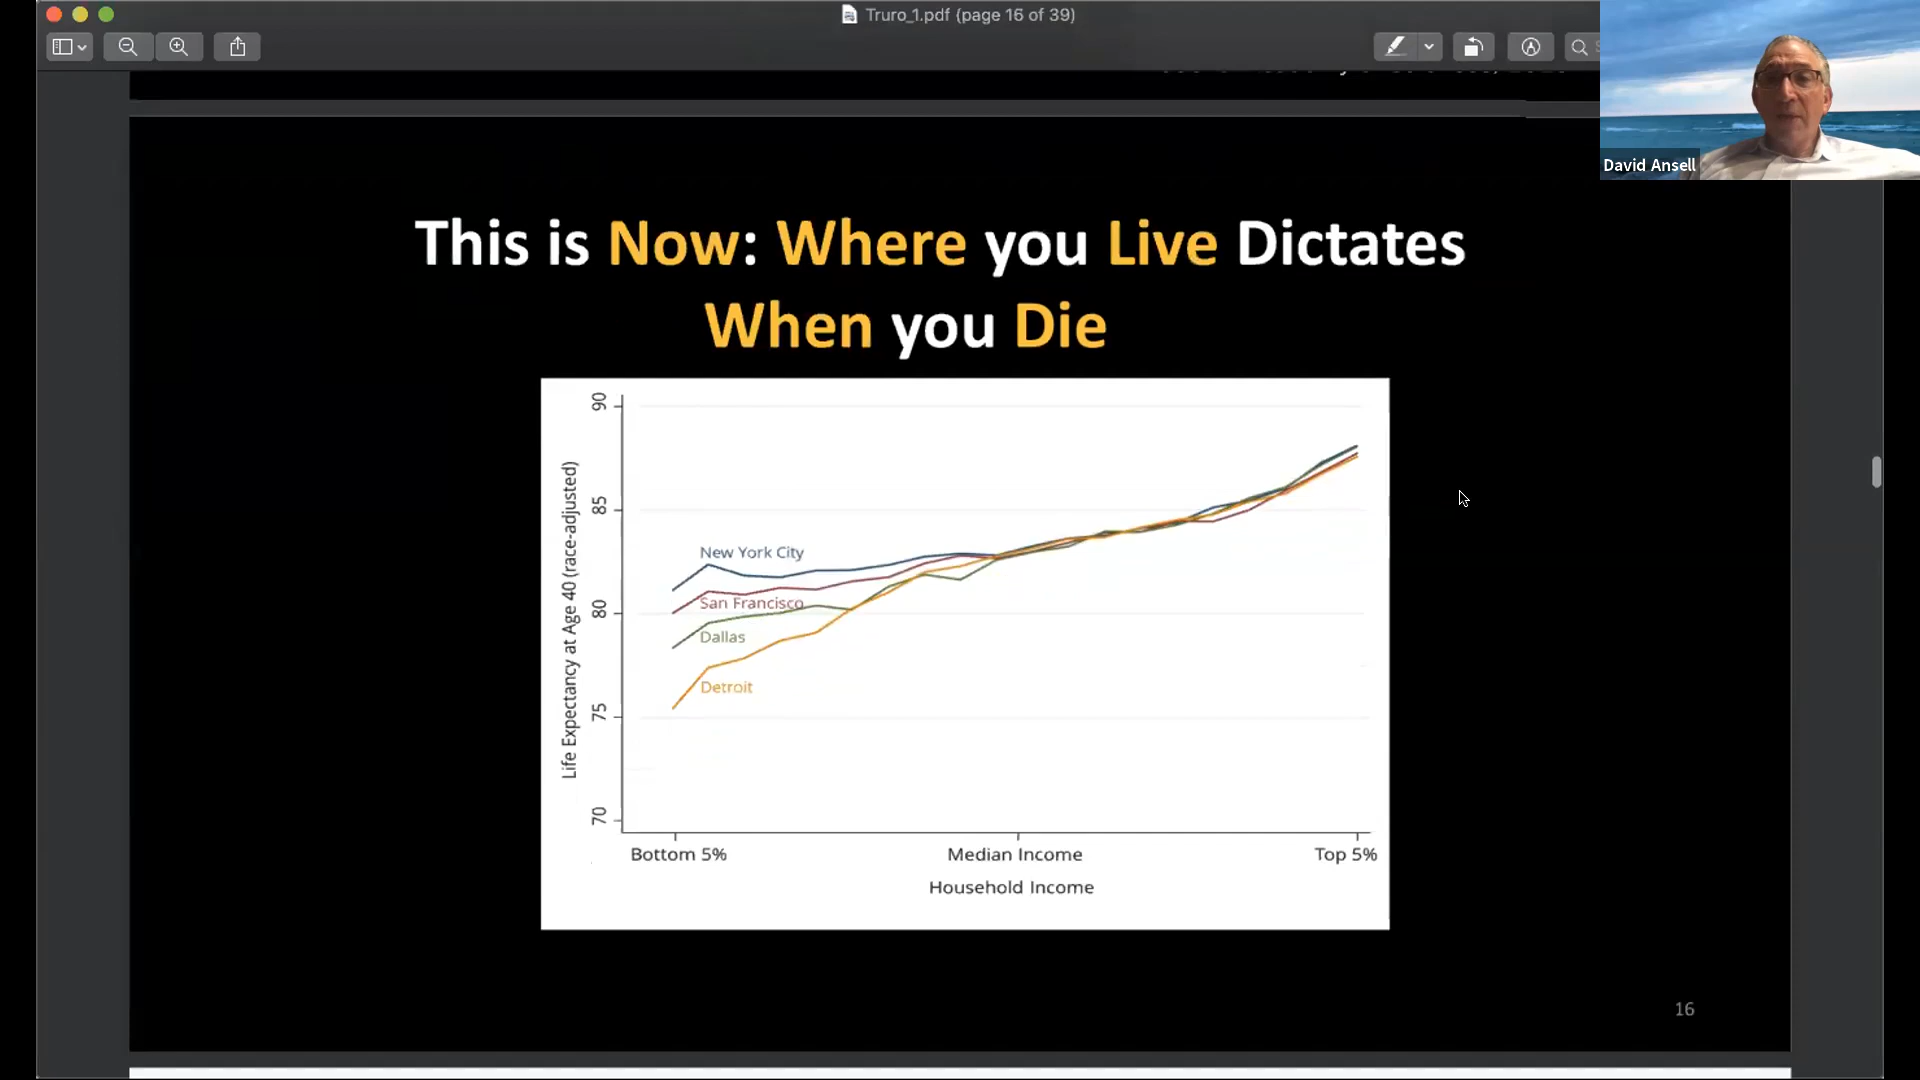 Truro_1.pdf (page 16 of 39)
David Ansell
This is Now: Where you Live Dictates
When you Die
Life Expectancy at Age 40 (race-adjusted)
90
85
80
75
70
New York City
San Francisco
Dallas
Detroit
Bottom 5%
Median Income
Top 5%
Household Income
16